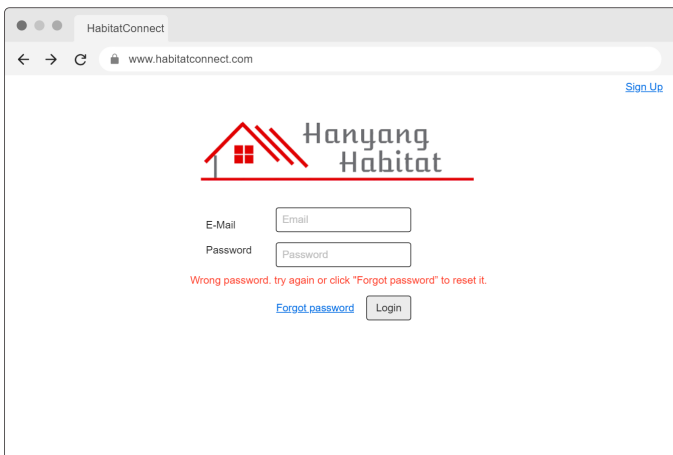 HabitatConnect
www.habitatconnect.com
Sign Up
Hanyang
Habitat
E-Mail
Email
Password
Password
Wrong password. try again or click "Forgot password" to reset it.
Forgot password
Login